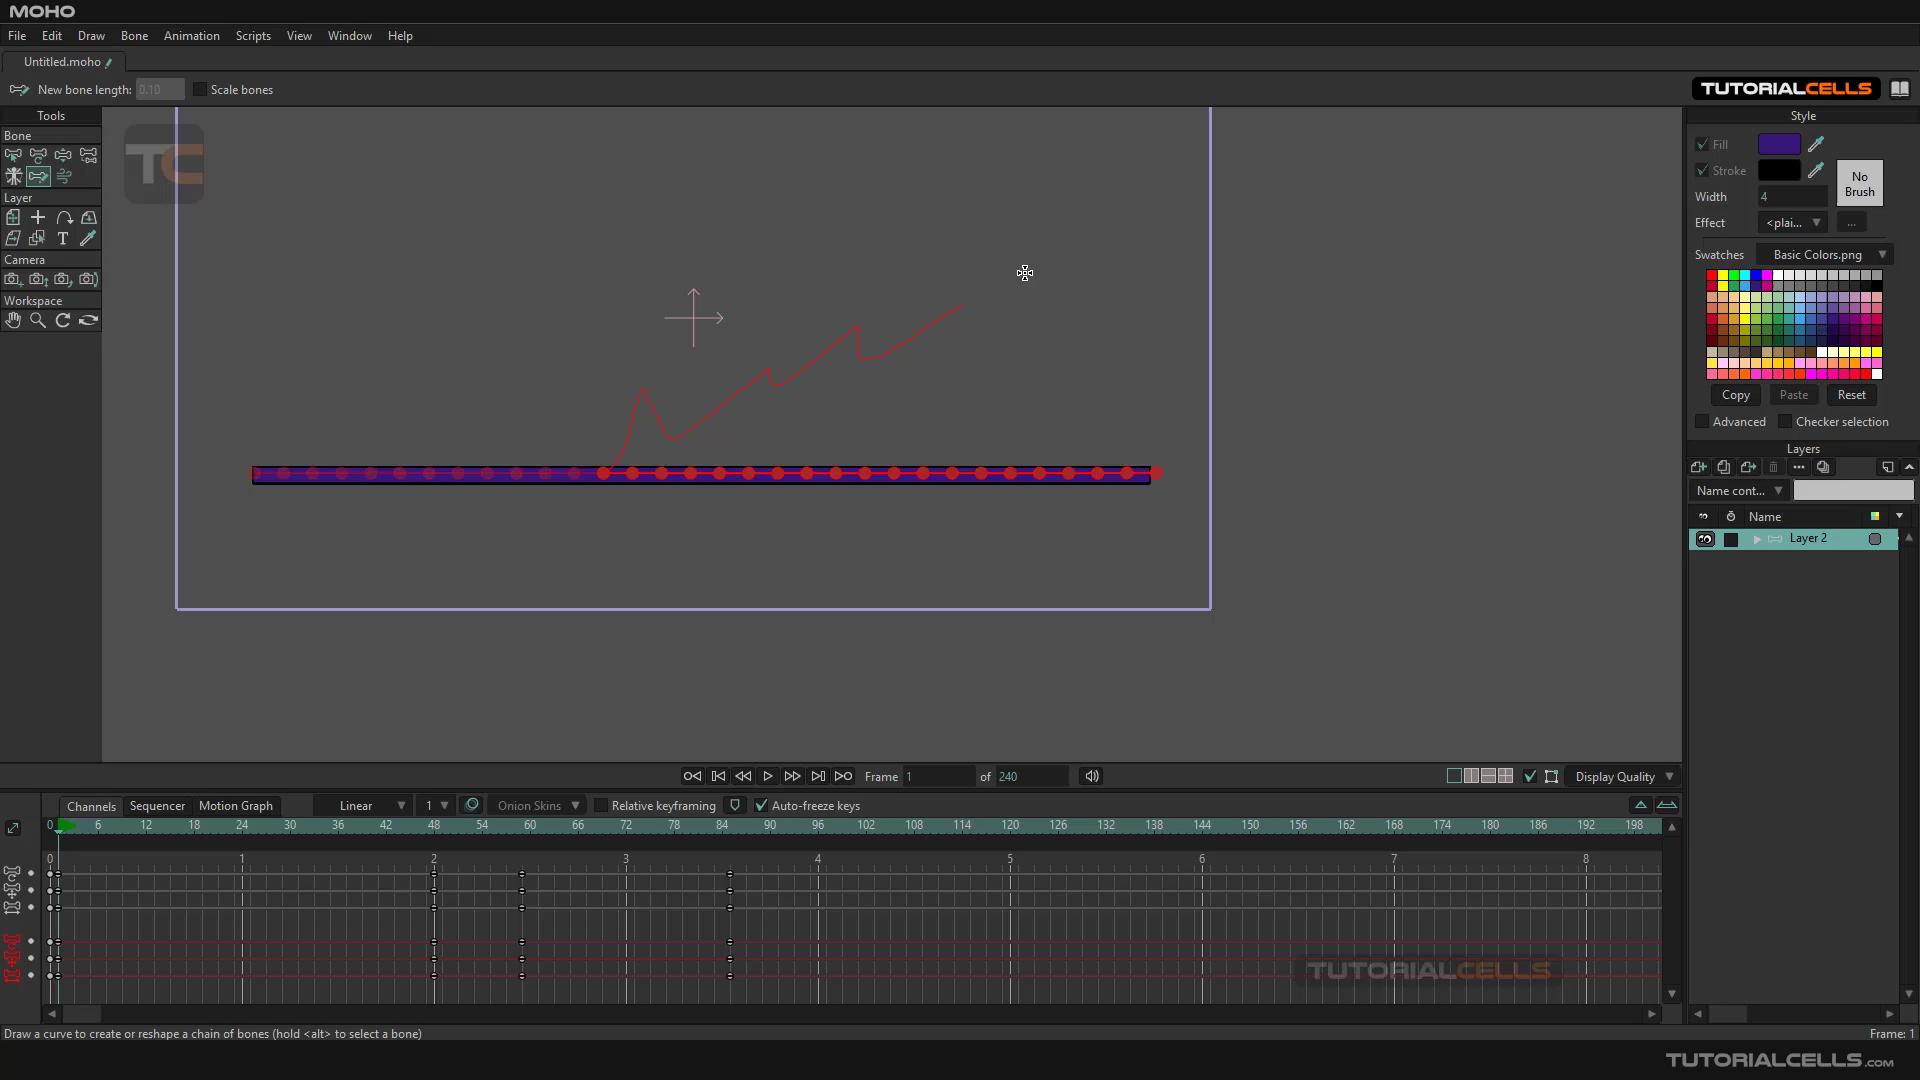 MOHO
File Edit Draw Bone Animation Scripts View Window Help
Untitled.moho
New bone length: 0.10 Scale bones
TUTORIALCELLS
Tools
Bone
Layer
T
Camera
Workspace
TC
Style
Fill
Stroke
No Brush
Width 4
Effect <plai... ...
Swatches Basic Colors.png
Copy Paste Reset
Advanced Checker selection
Layers
Name cont...
Name
Layer 2
Frame 1 of 240 Display Quality
Channels Sequencer Motion Graph Linear 1 Onion Skins Relative keyframing Auto-freeze keys
0 6 12 18 24 30 36 42 48 54 60 66 72 78 84 90 96 102 108 114 120 126 132 138 144 150 156 162 168 174 180 186 192 198
0 1 2 3 4 5 6 7 8
TUTORIALCELLS
Draw a curve to create or reshape a chain of bones (hold <alt> to select a bone) Frame: 1
TUTORIALCELLS.COM